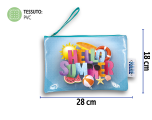 TESSUTO:
PVC
HELLO
SUMMER
18 cm
28 cm